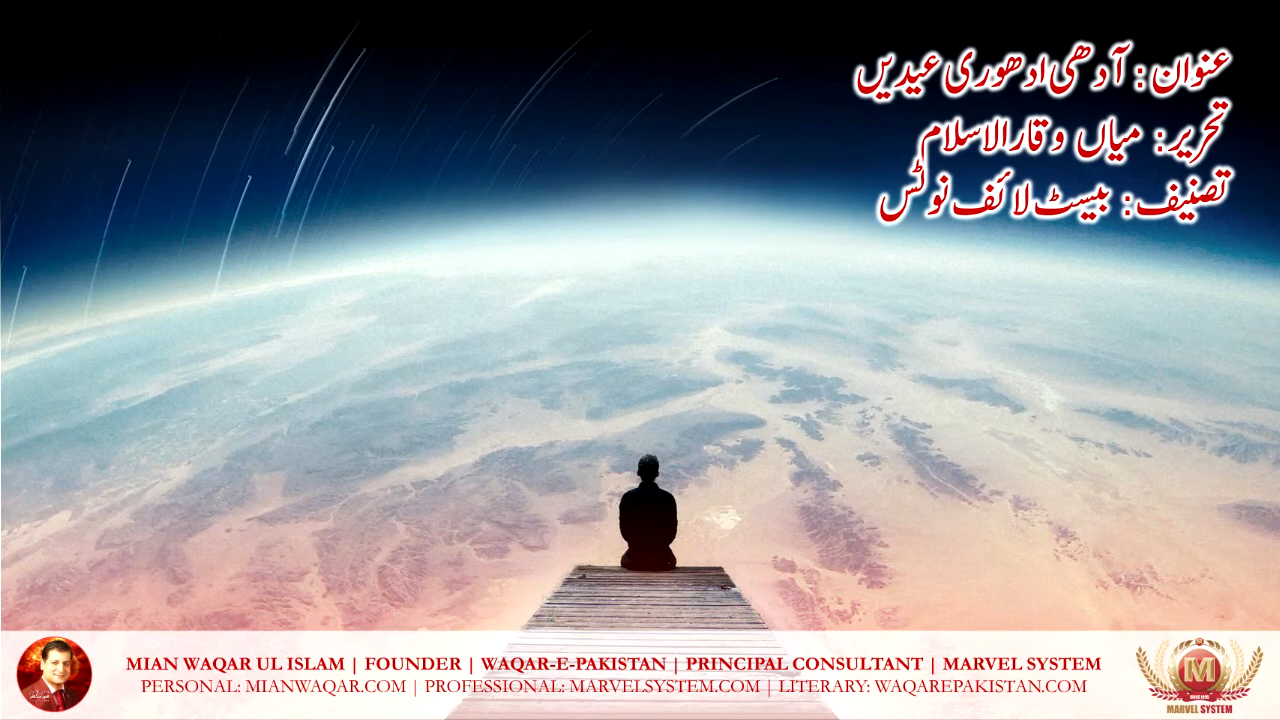 عنوان: آدھی ادھوری عیدیں
تحریر: میاں وقارالاسلام
تصنیف: بیسٹ لائف نوٹس
MIAN WAQAR UL ISLAM | FOUNDER | WAQAR-E-PAKISTAN | PRINCIPAL CONSULTANT | MARVEL SYSTEM
PERSONAL: MIANWAQAR.COM | PROFESSIONAL: MARVELSYSTEM.COM | LITERARY: WAQAREPAKISTAN.COM
M
MARVEL SYSTEM